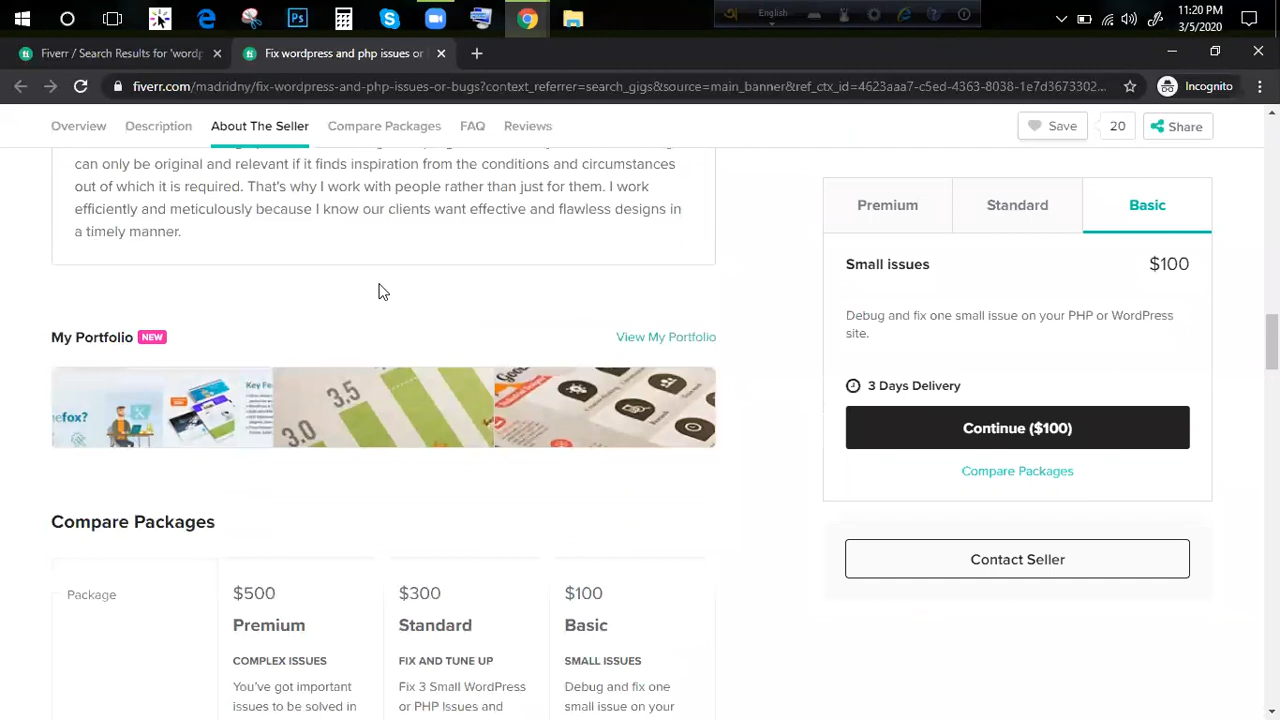 English
11:20 PM
3/5/2020
Fiverr / Search Results for 'wordp
Fix wordpress and php issues or
fiverr.com/madridny/fix-wordpress-and-php-issues-or-bugs?context_referrer=search_gigs&source=main_banner&ref_ctx_id=4623aaa7-c5ed-4363-8038-1e7d3673302...
Incognito
Overview Description About The Seller Compare Packages FAQ Reviews
Save 20 Share
can only be original and relevant if it finds inspiration from the conditions and circumstances
out of which it is required. That's why I work with people rather than just for them. I work
efficiently and meticulously because I know our clients want effective and flawless designs in
a timely manner.
Premium Standard Basic
Small issues $100
Debug and fix one small issue on your PHP or WordPress
site.
3 Days Delivery
Continue ($100)
Compare Packages
Contact Seller
My Portfolio NEW View My Portfolio
efox?
Key Fe
3.5
3.0
Compare Packages
Package
$500 $300 $100
Premium Standard Basic
COMPLEX ISSUES FIX AND TUNE UP SMALL ISSUES
You've got important Fix 3 Small WordPress Debug and fix one
issues to be solved in or PHP Issues and small issue on your